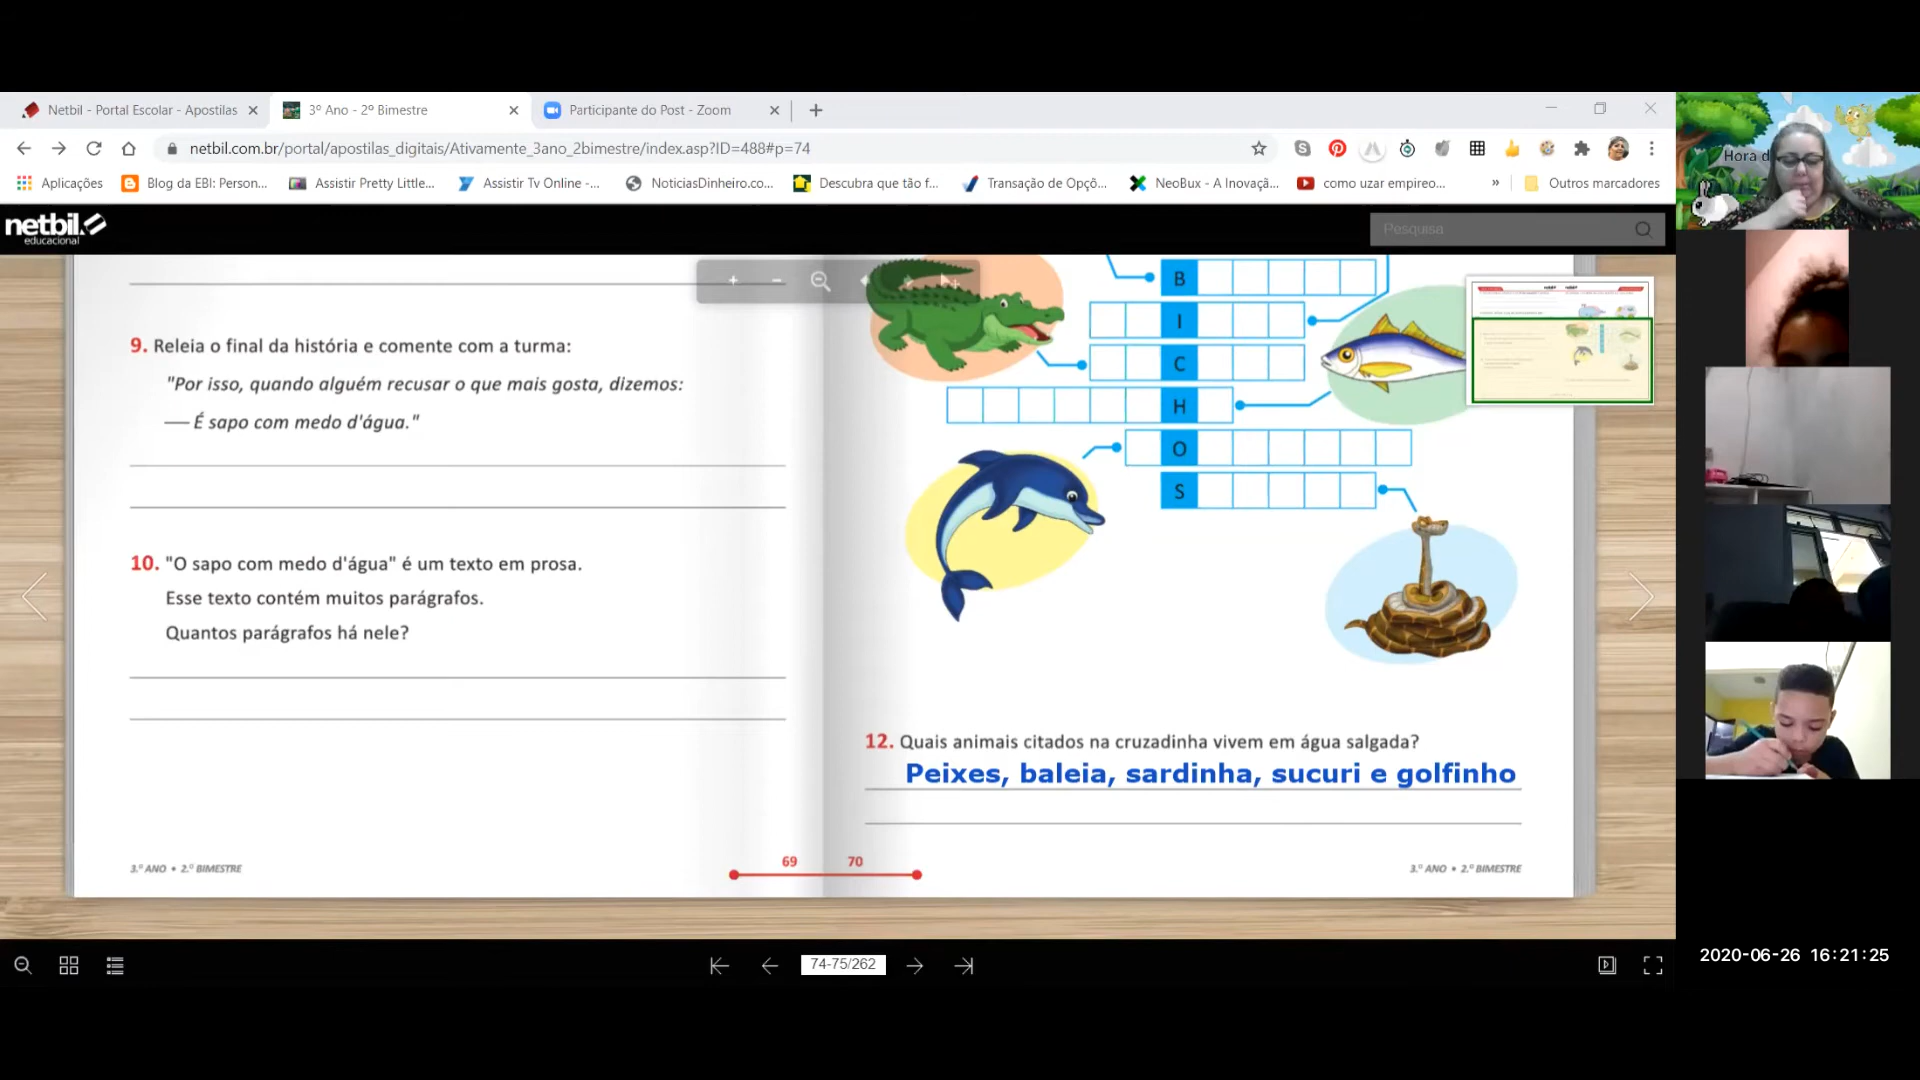 Netbil - Portal Escolar - Apostilas
3º Ano - 2º Bimestre
Participante do Post - Zoom
netbil.com.br/portal/apostilas_digitais/Ativamente_3ano_2bimestre/index.asp?ID=488#p=74
Aplicações
Blog da EBI: Person...
Assistir Pretty Little...
Assistir Tv Online -...
NoticiasDinheiro.co...
Descubra que tão f...
Transação de Opçõ...
NeoBux - A Inovaçã...
como uzar empireo...
»
Outros marcadores
netbil
educacional
Pesquisa
Hora d
9. Releia o final da história e comente com a turma:
"Por isso, quando alguém recusar o que mais gosta, dizemos:
— É sapo com medo d'água."
10. "O sapo com medo d'água" é um texto em prosa.
Esse texto contém muitos parágrafos.
Quantos parágrafos há nele?
3.º ANO • 2.º BIMESTRE
69
B
I
C
H
O
S
12. Quais animais citados na cruzadinha vivem em água salgada?
Peixes, baleia, sardinha, sucuri e golfinho
70
3.º ANO • 2.º BIMESTRE
74-75/262
2020-06-26 16:21:25